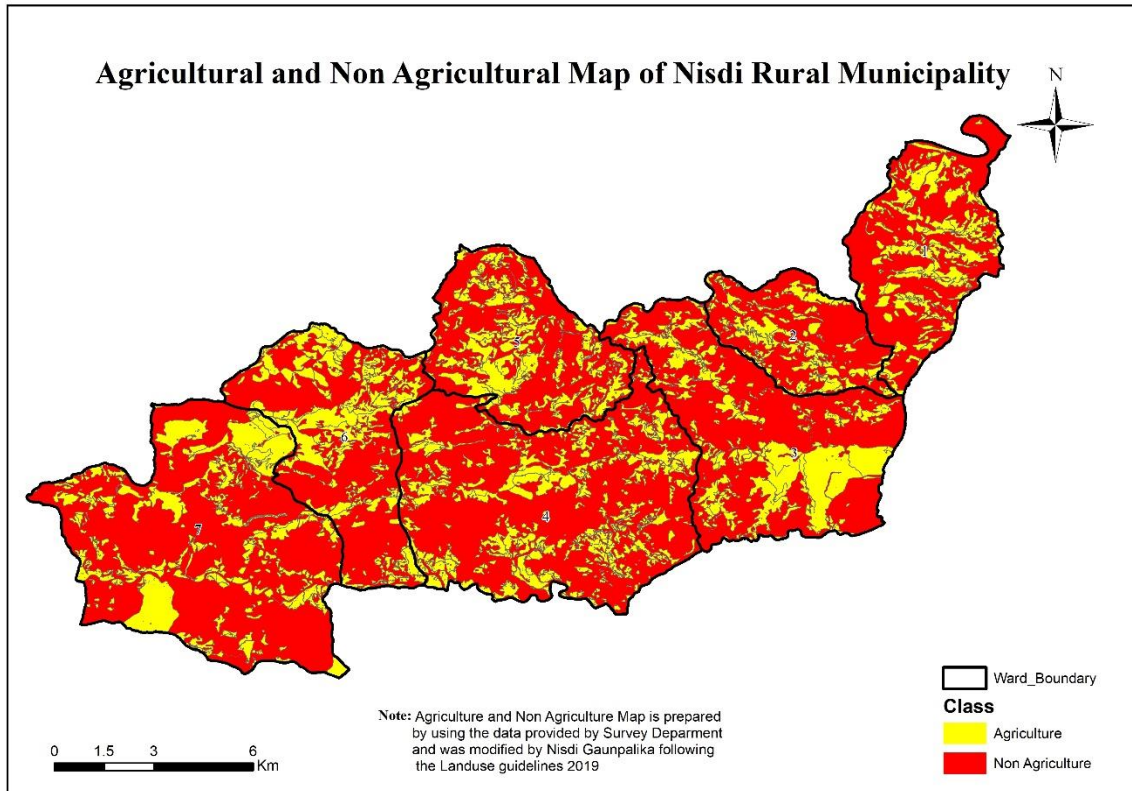 Agricultural and Non Agricultural Map of Nisdi Rural Municipality
N
1
2
5
3
6
4
7
Ward_Boundary
Class
Agriculture
Non Agriculture
Note: Agriculture and Non Agriculture Map is prepared
by using the data provided by Survey Deparment
and was modified by Nisdi Gaunpalika following
the Landuse guidelines 2019
0 1.5 3 6
Km